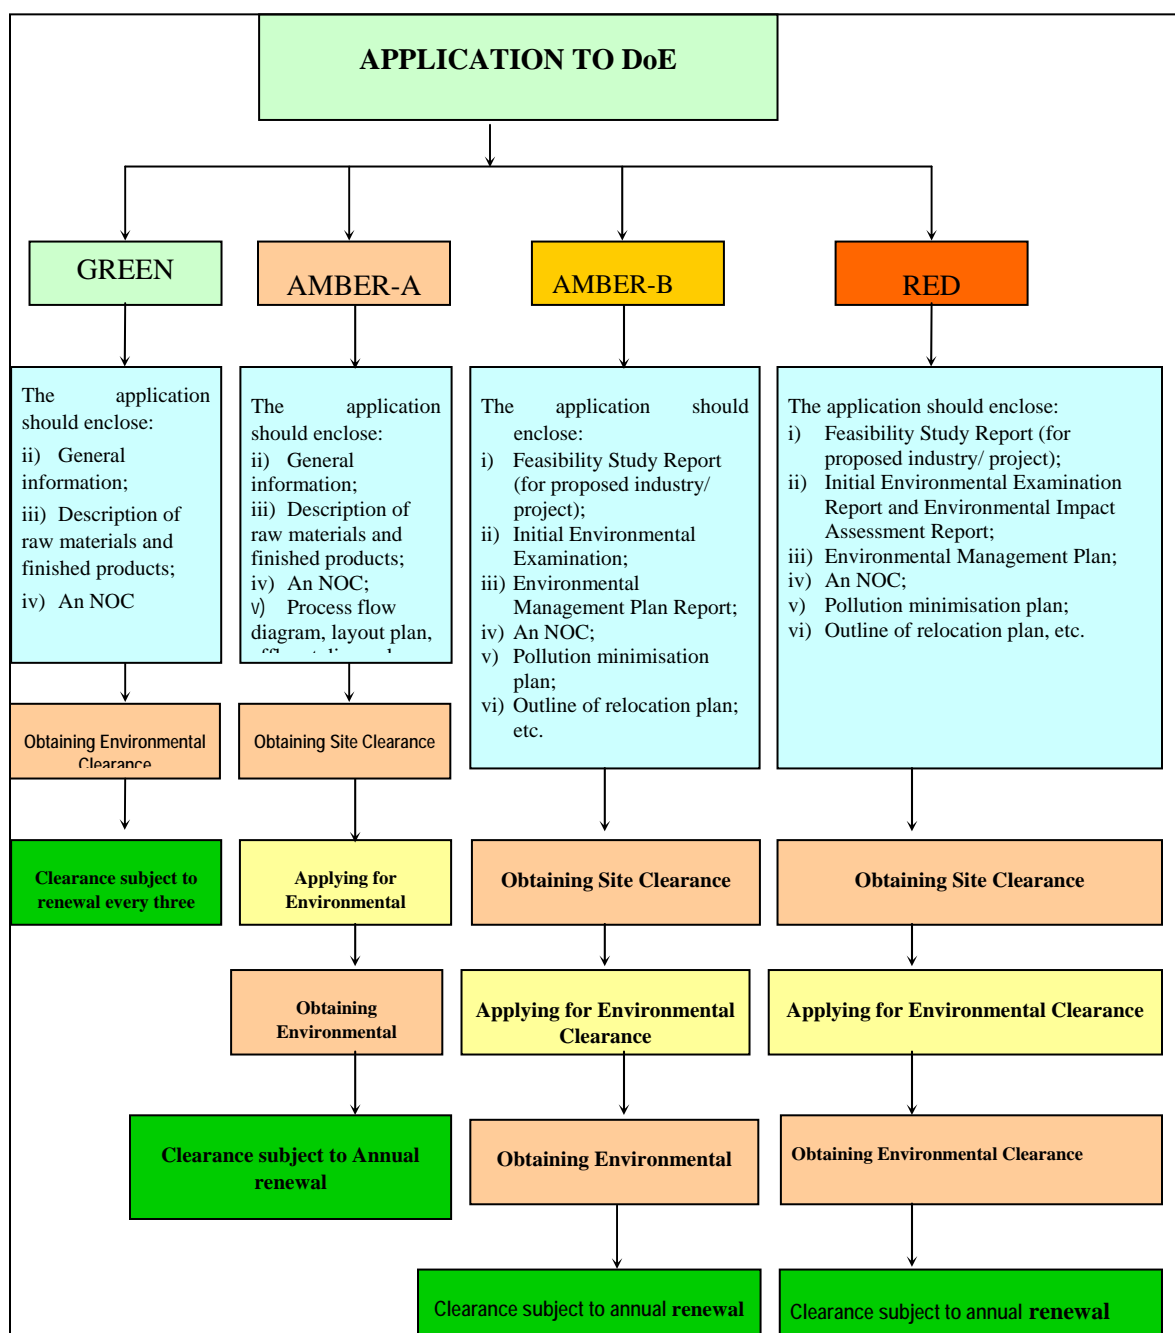 APPLICATION TO DoE
GREEN
AMBER-A
AMBER-B
RED
The application
should enclose:
ii) General
information;
iii) Description of
raw materials and
finished products;
iv) An NOC
The application
should enclose:
ii) General
information;
iii) Description of
raw materials and
finished products;
iv) An NOC;
v) Process flow
diagram, layout plan,
The application should
enclose:
i) Feasibility Study Report
(for proposed industry/
project);
ii) Initial Environmental
Examination;
iii) Environmental
Management Plan Report;
iv) An NOC;
v) Pollution minimisation
plan;
vi) Outline of relocation plan;
etc.
The application should enclose:
i) Feasibility Study Report (for
proposed industry/ project);
ii) Initial Environmental Examination
Report and Environmental Impact
Assessment Report;
iii) Environmental Management Plan;
iv) An NOC;
v) Pollution minimisation plan;
vi) Outline of relocation plan, etc.
Obtaining Environmental
Clearance
Obtaining Site Clearance
Clearance subject to
renewal every three
Applying for
Environmental
Obtaining Site Clearance
Obtaining Site Clearance
Obtaining
Environmental
Applying for Environmental
Clearance
Applying for Environmental Clearance
Clearance subject to Annual
renewal
Obtaining Environmental
Obtaining Environmental Clearance
Clearance subject to annual renewal
Clearance subject to annual renewal